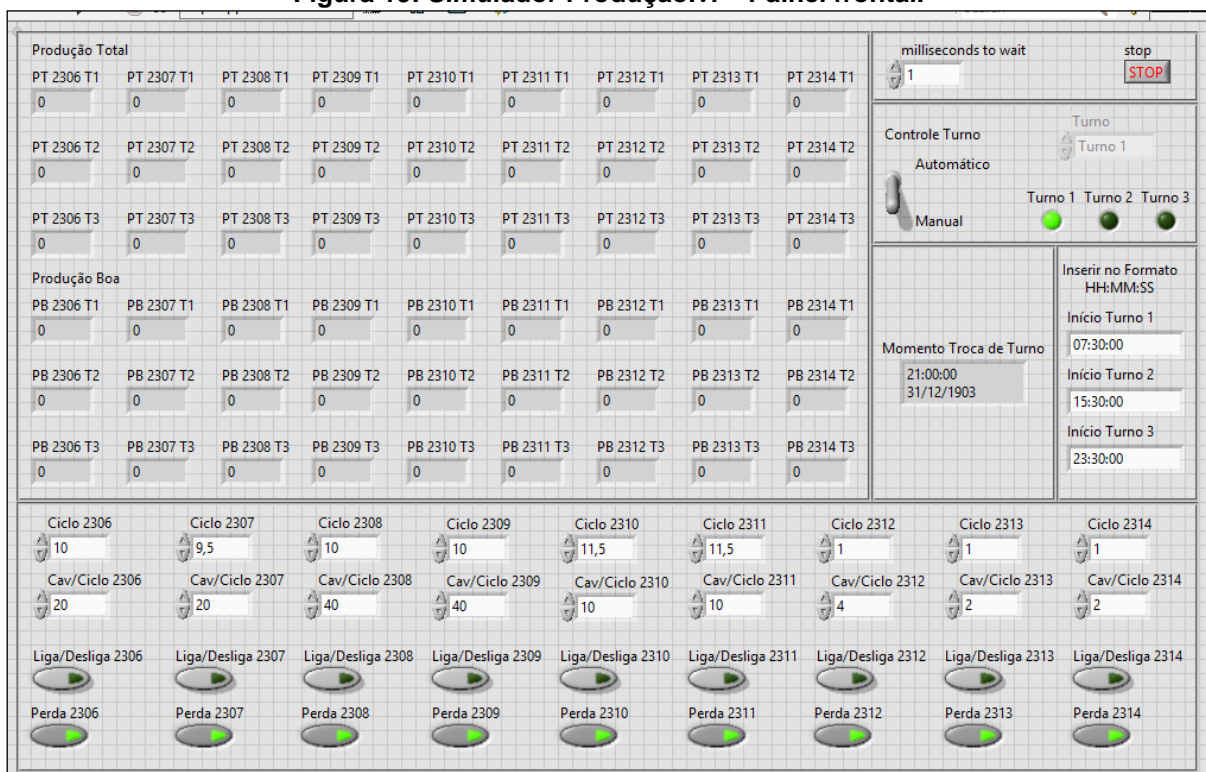 Produção Total
PT 2306 T1 PT 2307 T1 PT 2308 T1 PT 2309 T1 PT 2310 T1 PT 2311 T1 PT 2312 T1 PT 2313 T1 PT 2314 T1
0 0 0 0 0 0 0 0 0
PT 2306 T2 PT 2307 T2 PT 2308 T2 PT 2309 T2 PT 2310 T2 PT 2311 T2 PT 2312 T2 PT 2313 T2 PT 2314 T2
0 0 0 0 0 0 0 0 0
PT 2306 T3 PT 2307 T3 PT 2308 T3 PT 2309 T3 PT 2310 T3 PT 2311 T3 PT 2312 T3 PT 2313 T3 PT 2314 T3
0 0 0 0 0 0 0 0 0
Produção Boa
PB 2306 T1 PB 2307 T1 PB 2308 T1 PB 2309 T1 PB 2310 T1 PB 2311 T1 PB 2312 T1 PB 2313 T1 PB 2314 T1
0 0 0 0 0 0 0 0 0
PB 2306 T2 PB 2307 T2 PB 2308 T2 PB 2309 T2 PB 2310 T2 PB 2311 T2 PB 2312 T2 PB 2313 T2 PB 2314 T2
0 0 0 0 0 0 0 0 0
PB 2306 T3 PB 2307 T3 PB 2308 T3 PB 2309 T3 PB 2310 T3 PB 2311 T3 PB 2312 T3 PB 2313 T3 PB 2314 T3
0 0 0 0 0 0 0 0 0
milliseconds to wait stop
1 STOP
Controle Turno
Automático
Manual
Turno
Turno 1
Turno 1 Turno 2 Turno 3
Momento Troca de Turno
21:00:00
31/12/1903
Inserir no Formato
HH:MM:SS
Início Turno 1
07:30:00
Início Turno 2
15:30:00
Início Turno 3
23:30:00
Ciclo 2306 Ciclo 2307 Ciclo 2308 Ciclo 2309 Ciclo 2310 Ciclo 2311 Ciclo 2312 Ciclo 2313 Ciclo 2314
10 9,5 10 10 11,5 11,5 1 1 1
Cav/Ciclo 2306 Cav/Ciclo 2307 Cav/Ciclo 2308 Cav/Ciclo 2309 Cav/Ciclo 2310 Cav/Ciclo 2311 Cav/Ciclo 2312 Cav/Ciclo 2313 Cav/Ciclo 2314
20 20 40 40 10 10 4 2 2
Liga/Desliga 2306 Liga/Desliga 2307 Liga/Desliga 2308 Liga/Desliga 2309 Liga/Desliga 2310 Liga/Desliga 2311 Liga/Desliga 2312 Liga/Desliga 2313 Liga/Desliga 2314
Perda 2306 Perda 2307 Perda 2308 Perda 2309 Perda 2310 Perda 2311 Perda 2312 Perda 2313 Perda 2314